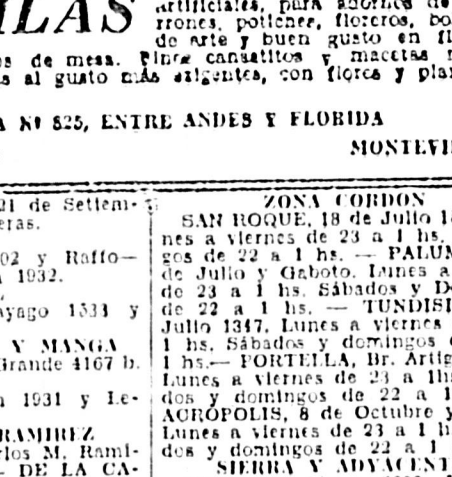 ILAS
artificiales, para adornos de
rrones, potiches, floreros, bo
de arte y buen gusto en fl
s de mesa. Finos canastitos y macetas
s al gusto más exigentes, con flores y pla
A Nº 825, ENTRE ANDES Y FLORIDA
MONTEVI
21 de Setiem-
eras.
02 y Raffo—
1932.
ayago 1533 y
Y MANGA
Grande 4167 b.
1931 y Le-
RAMIREZ
rlos M. Rami-
- DE LA CA-
ZONA CORDON
SAN ROQUE, 18 de Julio 1
nes a viernes de 23 a 1 hs.
gos de 22 a 1 hs. — PALUM
de Julio y Gaboto. Lunes a
de 23 a 1 hs. Sábados y D
de 22 a 1 hs. — TUNDISI
Julio 1347. Lunes a viernes
1 hs. Sábados y domingos
1 hs.— PORTELLA, Br. Artig
Lunes a viernes de 23 a 1hs
dos y domingos de 22 a 1
ACROPOLIS, 8 de Octubre y
Lunes a viernes de 23 a 1 h
dos y domingos de 22 a 1
SIERRA Y ADYACENT